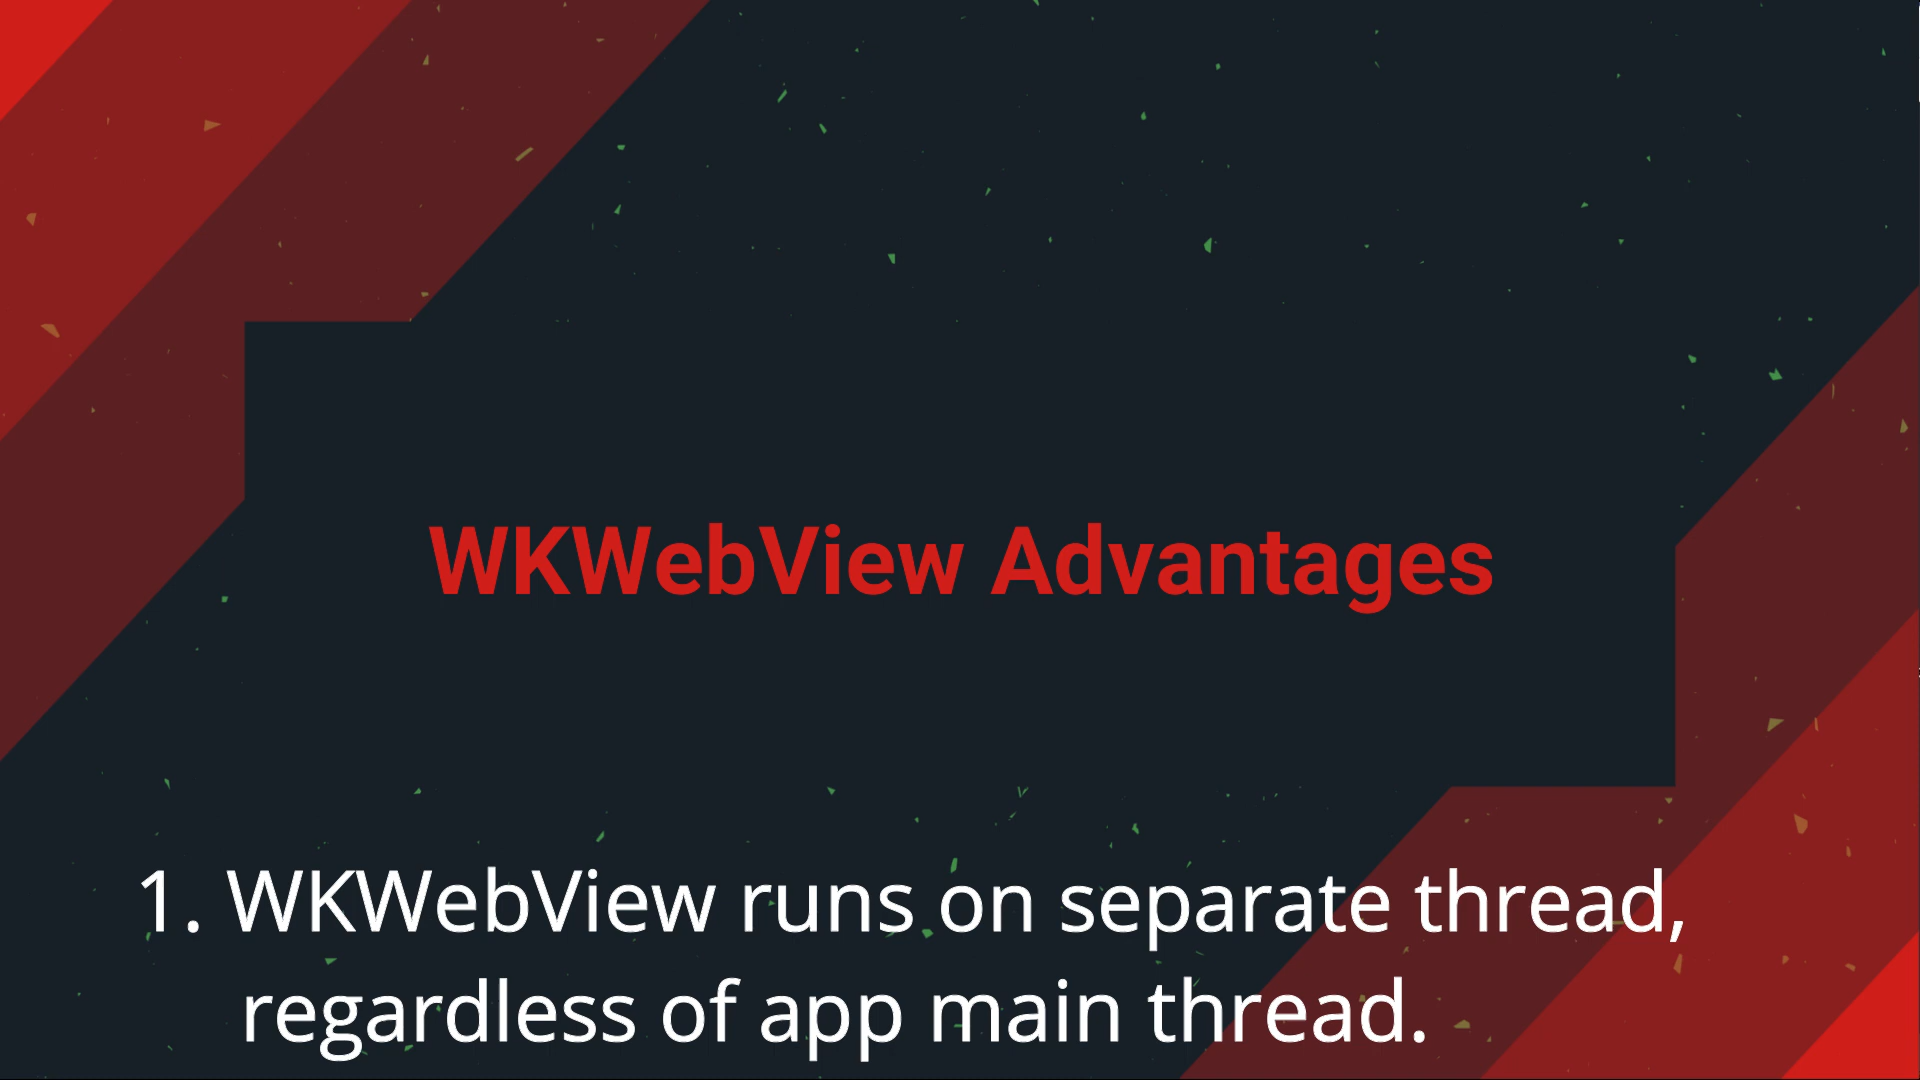 WKWebView Advantages
1. WKWebView runs on separate thread,
regardless of app main thread.